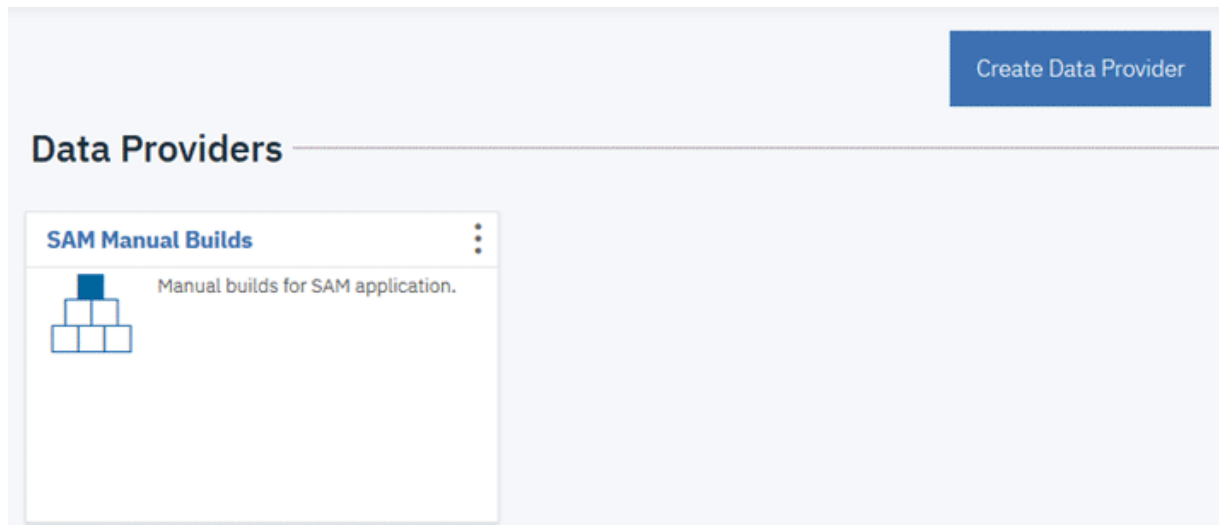 Create Data Provider
Data Providers
SAM Manual Builds
Manual builds for SAM application.